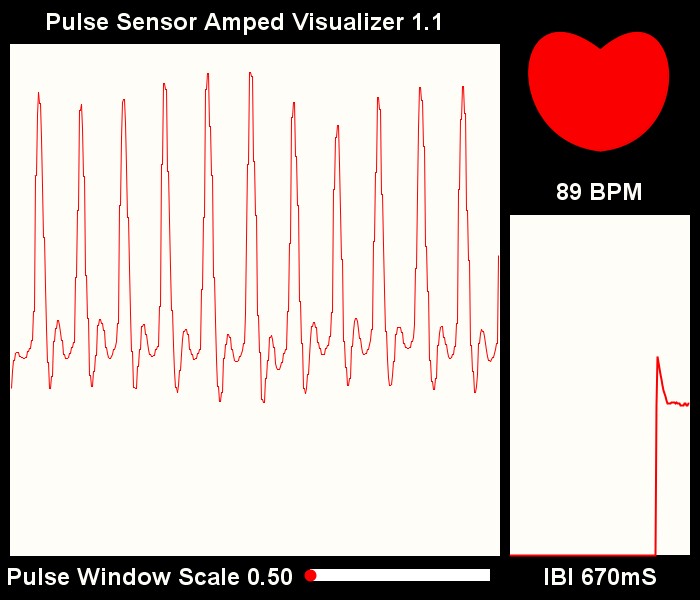 Pulse Sensor Amped Visualizer 1.1
89 BPM
Pulse Window Scale 0.50
IBI 670mS